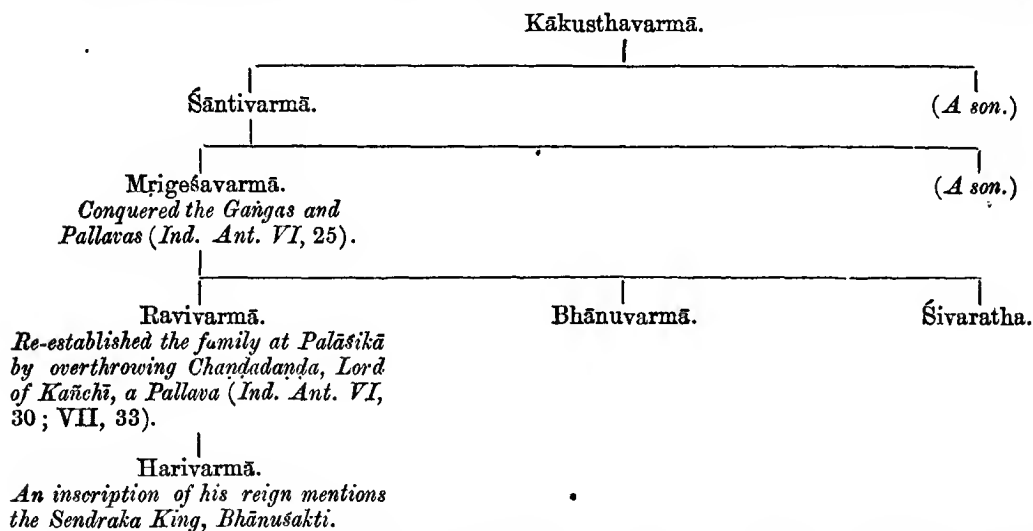 Kākusthavarmā.
Śāntivarmā. (A son.)
Mṛigeśavarmā. (A son.)
Conquered the Gaṅgas and
Pallavas (Ind. Ant. VI, 25).
Ravivarmā. Bhānuvarmā. Śivaratha.
Re-established the family at Palāśikā
by overthrowing Chaṇḍadaṇḍa, Lord
of Kañchī, a Pallava (Ind. Ant. VI,
30; VII, 33).
Harivarmā.
An inscription of his reign mentions
the Sendraka King, Bhānuśakti.